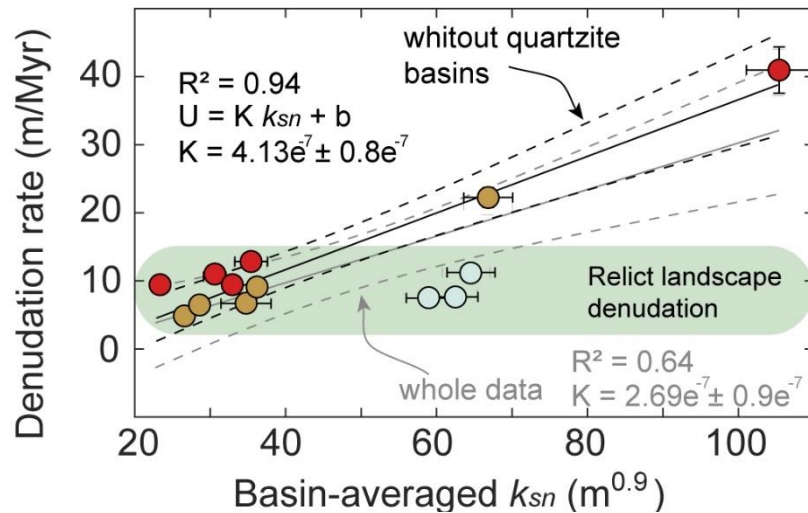 Denudation rate (m/Myr)
40
30
20
10
0
whitout quartzite
basins
R² = 0.94
U = K ksn + b
K = 4.13e⁻⁷ ± 0.8e⁻⁷
Relict landscape
denudation
whole data
R² = 0.64
K = 2.69e⁻⁷ ± 0.9e⁻⁷
20 40 60 80 100
Basin-averaged ksn (m⁰·⁹)